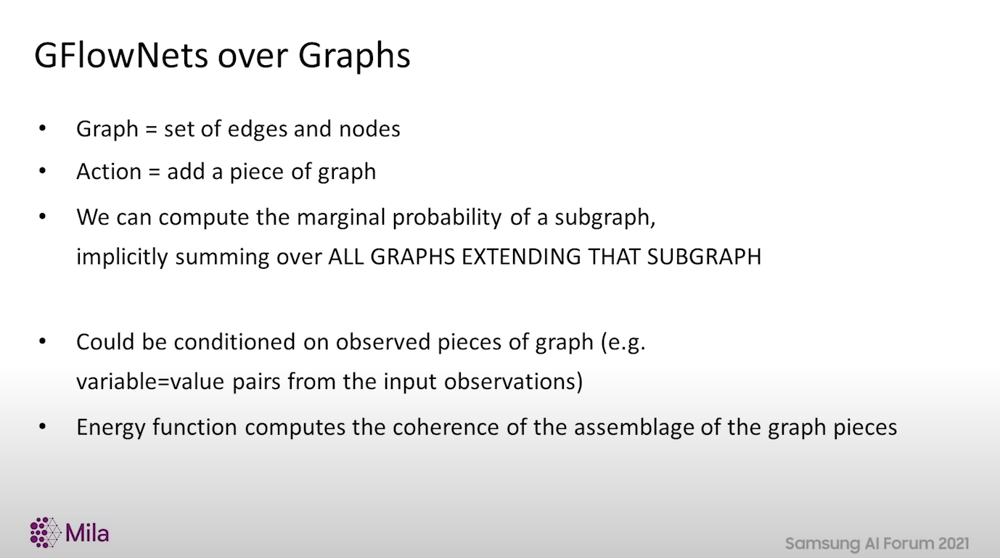 GFlowNets over Graphs
• Graph = set of edges and nodes
• Action = add a piece of graph
• We can compute the marginal probability of a subgraph,
implicitly summing over ALL GRAPHS EXTENDING THAT SUBGRAPH
• Could be conditioned on observed pieces of graph (e.g.
variable=value pairs from the input observations)
• Energy function computes the coherence of the assemblage of the graph pieces
Mila
Samsung AI Forum 2021